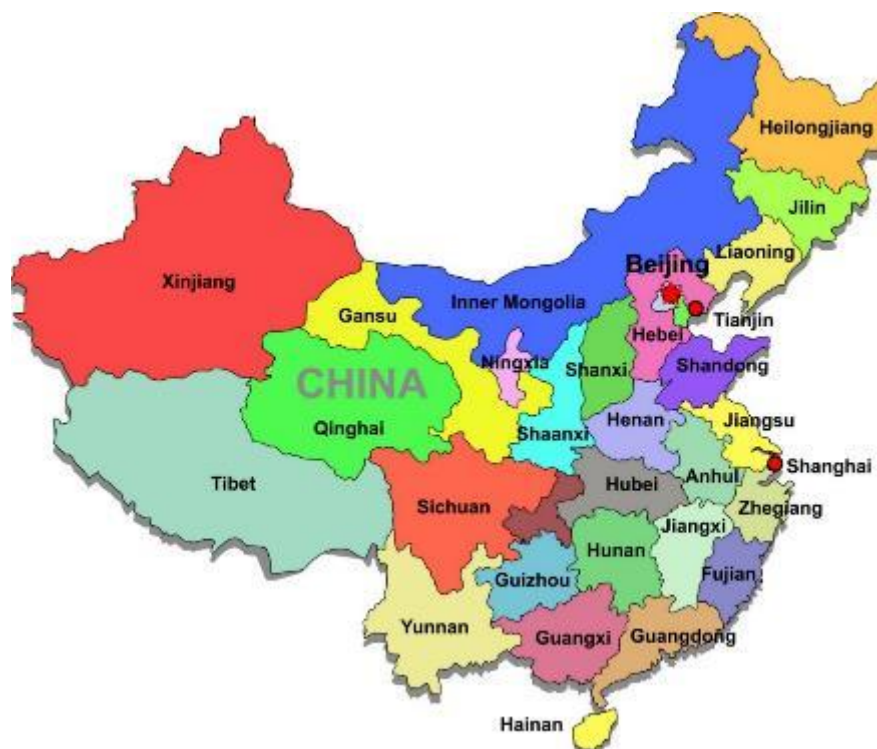 Heilongjiang
Jilin
Liaoning
Beijing
Xinjiang
Inner Mongolia
Gansu
Tianjin
Hebei
Ningxia
Shanxi
Shandong
CHINA
Qinghai
Shaanxi
Henan
Jiangsu
Shanghai
Tibet
Sichuan
Hubei
Anhui
Zhegiang
Jiangxi
Hunan
Guizhou
Fujian
Yunnan
Guangxi
Guangdong
Hainan